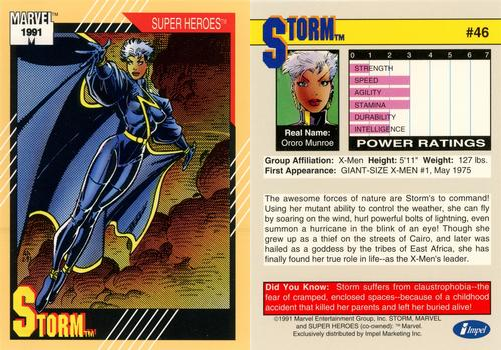 MARVEL™
1991
SUPER HEROES™
STORM™
STORM™
#46
Real Name:
Ororo Munroe
0 1 2 3 4 5 6 7
STRENGTH
SPEED
AGILITY
STAMINA
DURABILITY
INTELLIGENCE
POWER RATINGS
Group Affiliation: X-Men Height: 5'11" Weight: 127 lbs.
First Appearance: GIANT-SIZE X-MEN #1, May 1975
The awesome forces of nature are Storm's to command!
Using her mutant ability to control the weather, she can fly
by soaring on the wind, hurl powerful bolts of lightning, even
summon a hurricane in the blink of an eye! Though she
grew up as a thief on the streets of Cairo, and later was
hailed as a goddess by the tribes of East Africa, she has
finally found her true role in life--as the X-Men's leader.
Did You Know: Storm suffers from claustrophobia--the
fear of cramped, enclosed spaces--because of a childhood
accident that killed her parents and left her buried alive!
©1991 Marvel Entertainment Group, Inc. STORM, MARVEL
and SUPER HEROES (co-owned): ™ Marvel.
Exclusively distributed by Impel Marketing Inc.
impel